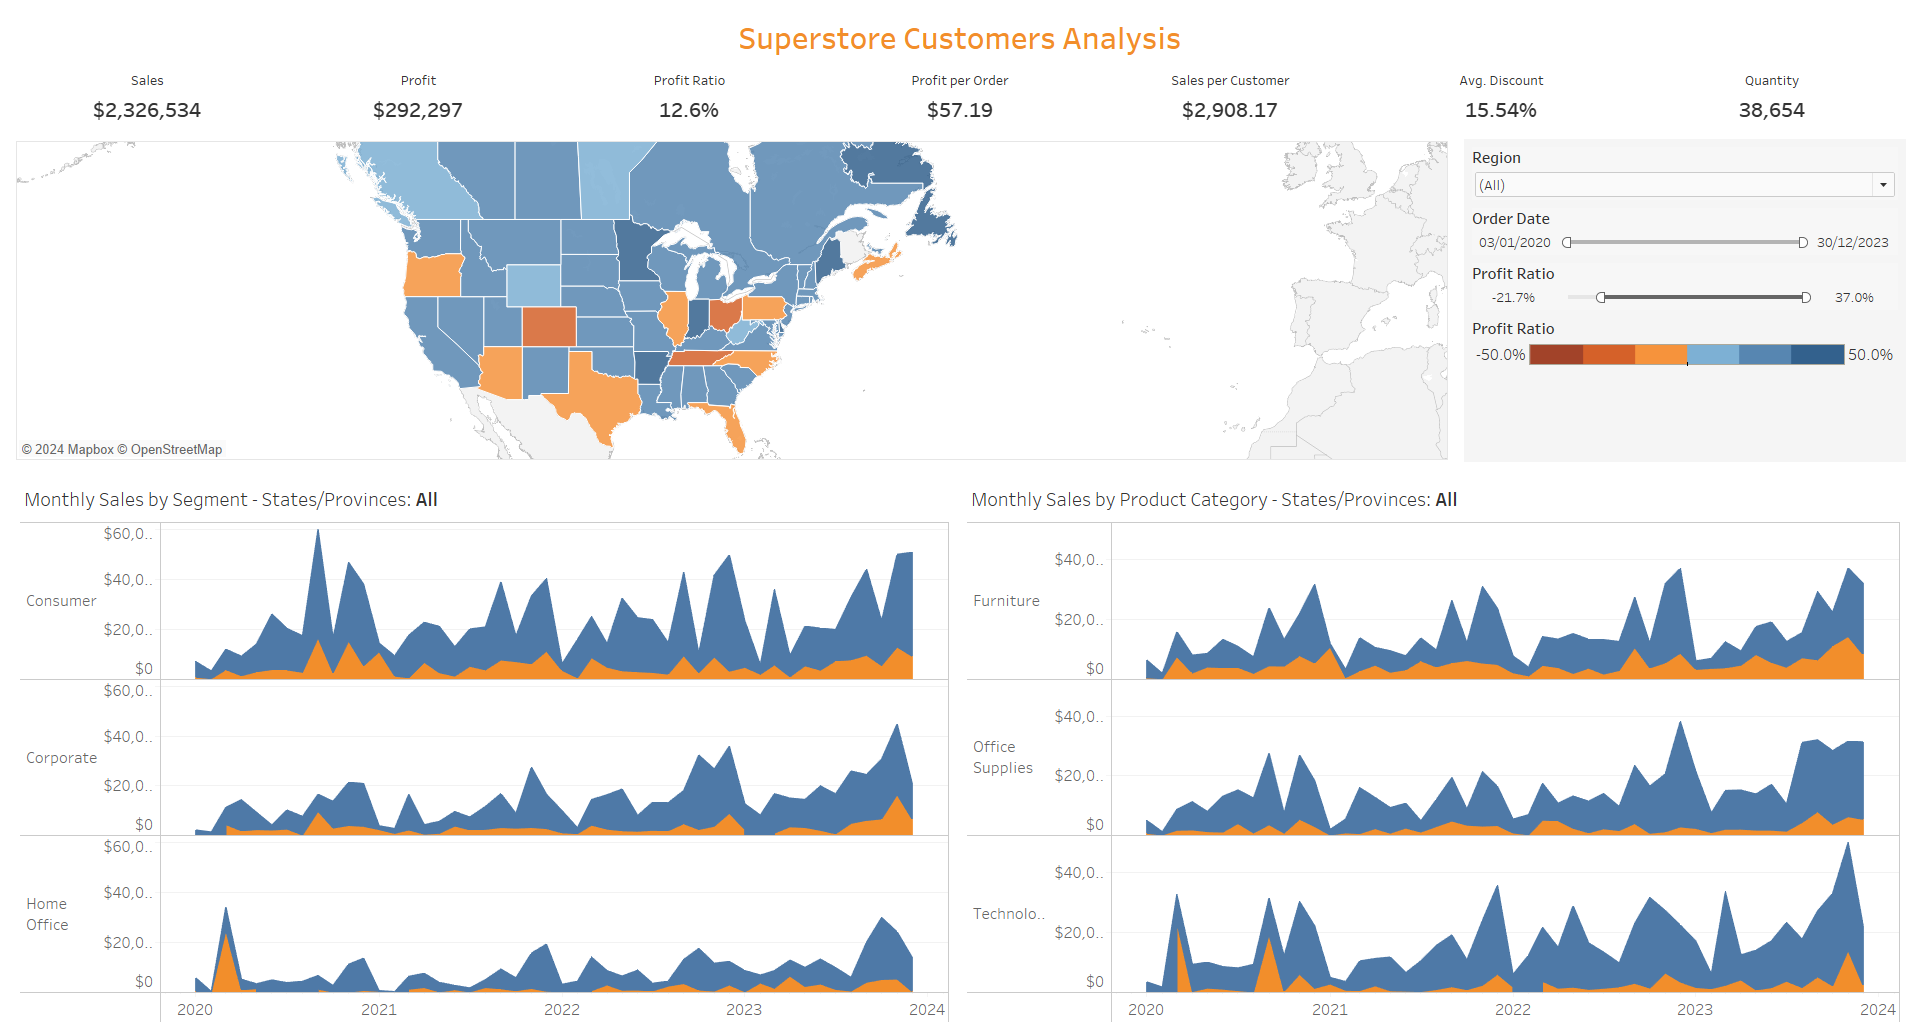 Superstore Customers Analysis
Sales
$2,326,534
Profit
$292,297
Profit Ratio
12.6%
Profit per Order
$57.19
Sales per Customer
$2,908.17
Avg. Discount
15.54%
Quantity
38,654
© 2024 Mapbox © OpenStreetMap
Region
(All)
Order Date
03/01/2020 30/12/2023
Profit Ratio
-21.7% 37.0%
Profit Ratio
-50.0% 50.0%
Monthly Sales by Segment - States/Provinces: All
Consumer
$60,0..
$40,0..
$20,0..
$0
Corporate
$60,0..
$40,0..
$20,0..
$0
Home
Office
$60,0..
$40,0..
$20,0..
$0
2020 2021 2022 2023 2024
Monthly Sales by Product Category - States/Provinces: All
Furniture
$40,0..
$20,0..
$0
Office
Supplies
$40,0..
$20,0..
$0
Technolo..
$40,0..
$20,0..
$0
2020 2021 2022 2023 2024